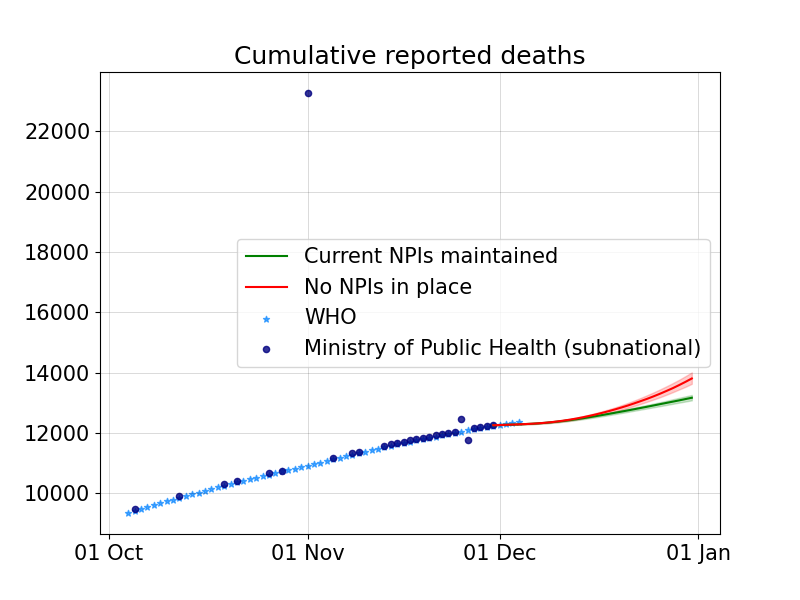 Cumulative reported deaths
22000
20000
18000
16000
14000
12000
10000
Current NPIs maintained
No NPIs in place
WHO
Ministry of Public Health (subnational)
01 Oct
01 Nov
01 Dec
01 Jan